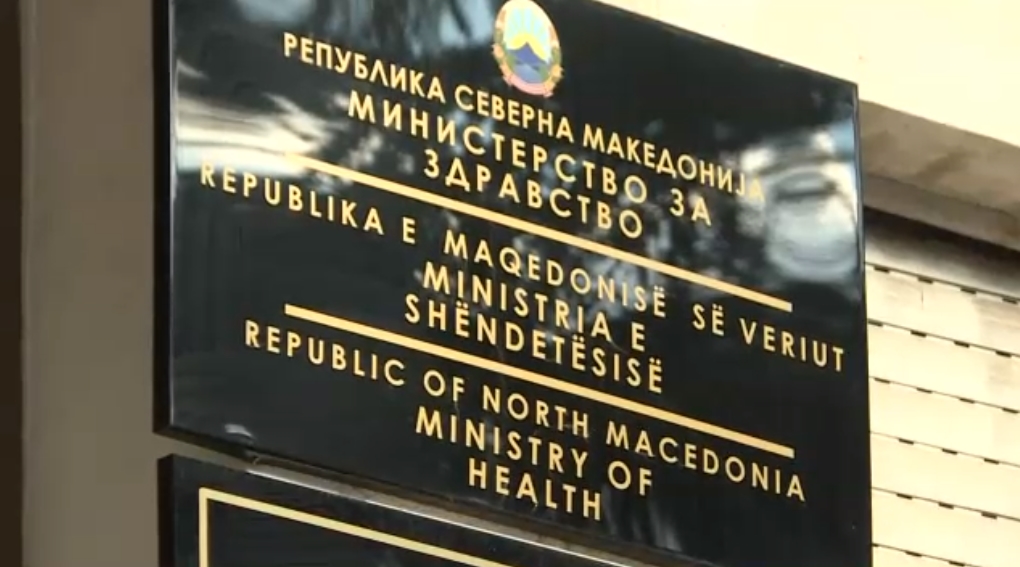 РЕПУБЛИКА СЕВЕРНА МАКЕДОНИЈА
МИНИСТЕРСТВО ЗА
ЗДРАВСТВО
REPUBLIKA E MAQEDONISË SË VERIUT
MINISTRIA E
SHËNDETËSISË
REPUBLIC OF NORTH MACEDONIA
MINISTRY OF
HEALTH